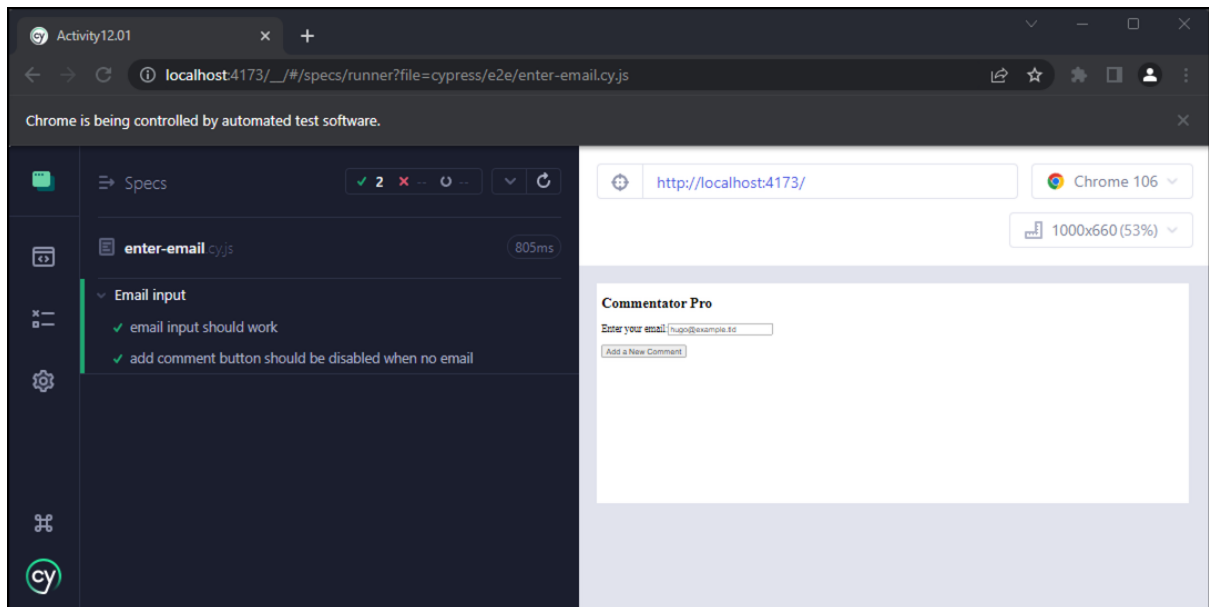 cy Activity12.01
localhost:4173/__/#/specs/runner?file=cypress/e2e/enter-email.cy.js
Chrome is being controlled by automated test software.
Specs 2 -- --
http://localhost:4173/
Chrome 106
1000x660 (53%)
enter-email.cy.js 805ms
Email input
email input should work
add comment button should be disabled when no email
Commentator Pro
Enter your email: hugo@example.tld
Add a New Comment
cy